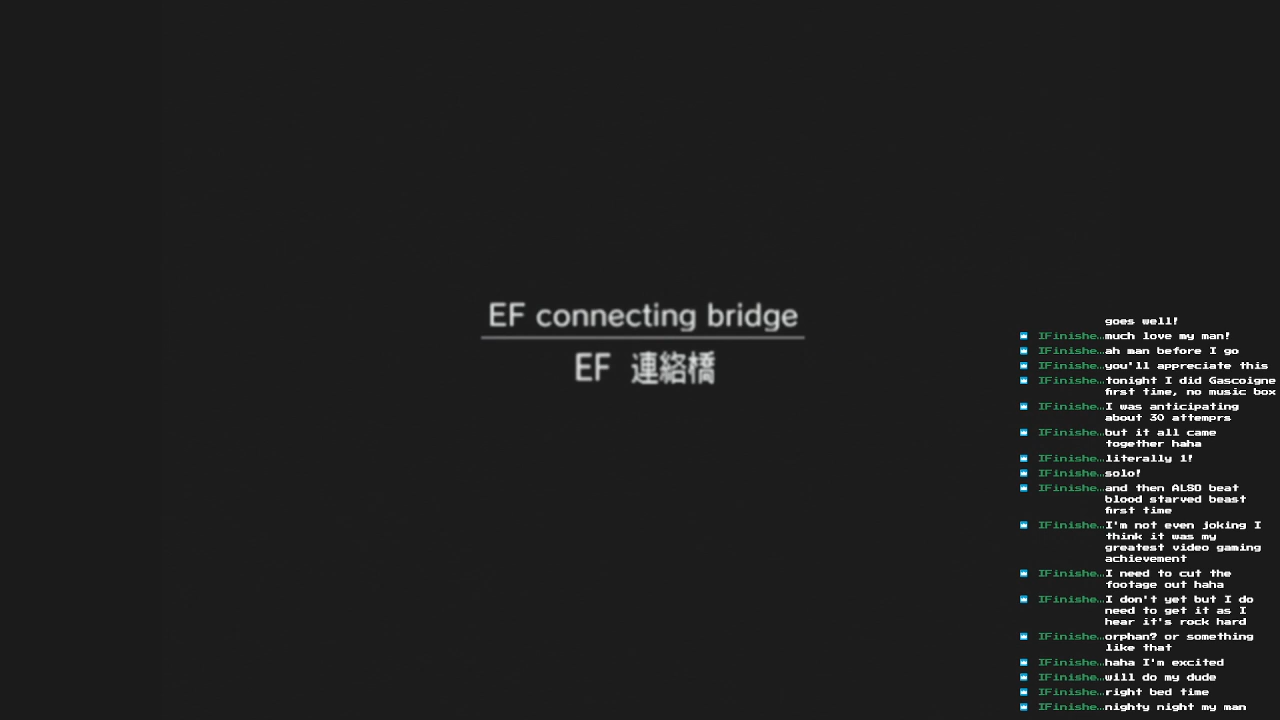 EF connecting bridge
EF 連絡橋
goes well!
IFinishe…much love my man!
IFinishe…ah man before I go
IFinishe…you'll appreciate this
IFinishe…tonight I did Gascoigne
first time, no music box
IFinishe…I was anticipating
about 30 attemprs
IFinishe…but it all came
together haha
IFinishe…literally 1!
IFinishe…solo!
IFinishe…and then ALSO beat
blood starved beast
first time
IFinishe…I'm not even joking I
think it was my
greatest video gaming
achievement
IFinishe…I need to cut the
footage out haha
IFinishe…I don't yet but I do
need to get it as I
hear it's rock hard
IFinishe…orphan? or something
like that
IFinishe…haha I'm excited
IFinishe…will do my dude
IFinishe…right bed time
IFinishe…nighty night my man